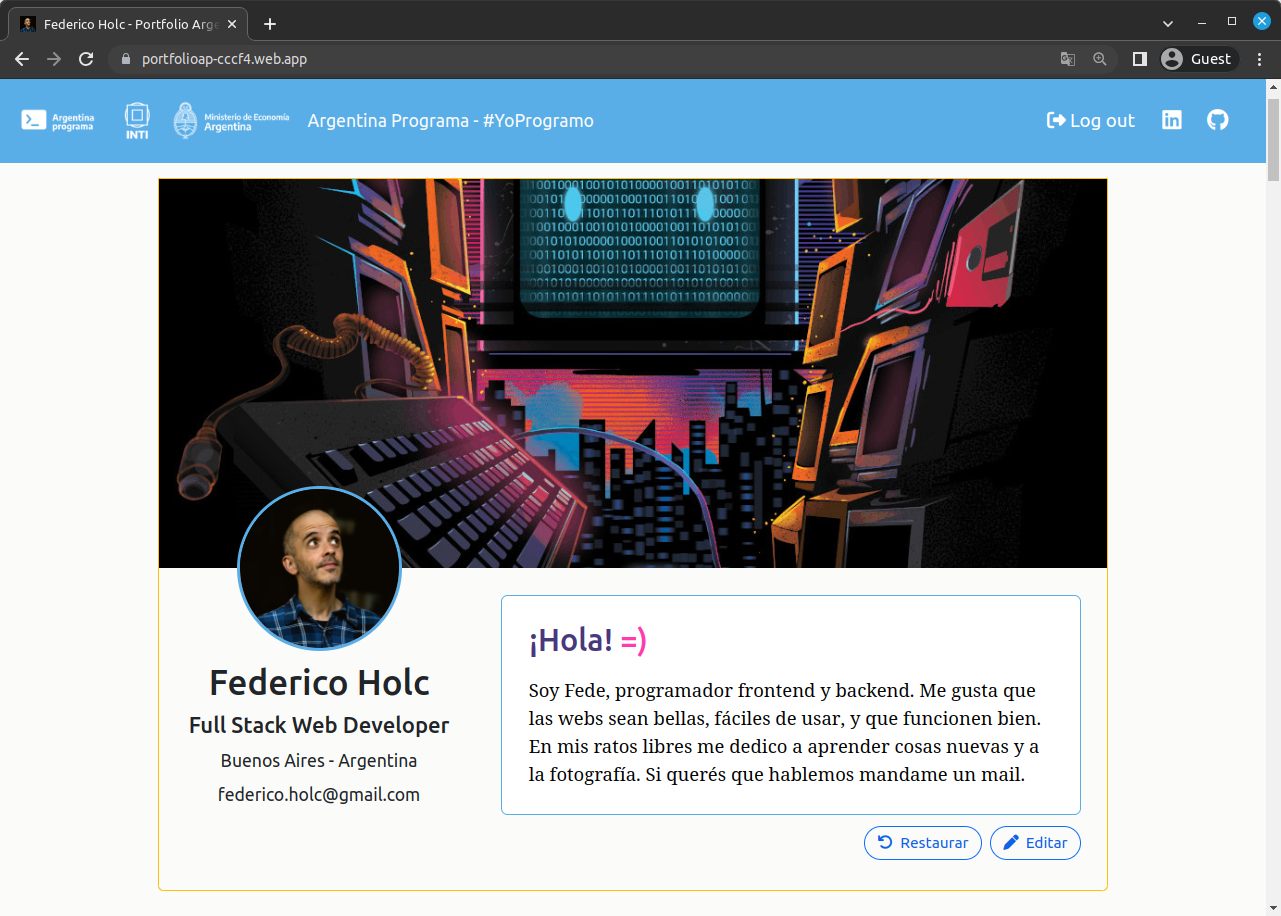 Federico Holc - Portfolio Arge
portfolioap-cccf4.web.app
Guest
Argentina
programa
INTI
Ministerio de Economía
Argentina
Argentina Programa - #YoProgramo
Log out
¡Hola! =)
Soy Fede, programador frontend y backend. Me gusta que
las webs sean bellas, fáciles de usar, y que funcionen bien.
En mis ratos libres me dedico a aprender cosas nuevas y a
la fotografía. Si querés que hablemos mandame un mail.
Federico Holc
Full Stack Web Developer
Buenos Aires - Argentina
federico.holc@gmail.com
Restaurar
Editar